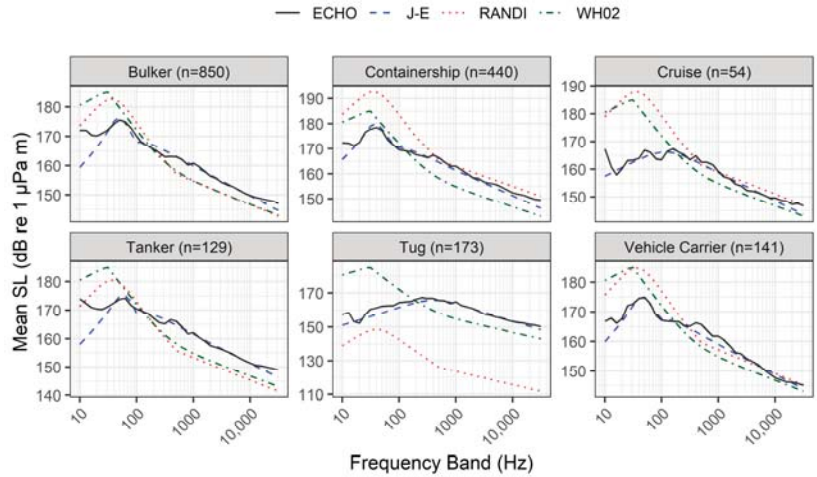 ECHO J-E RANDI WH02
Bulker (n=850) Containership (n=440) Cruise (n=54)
180 170 160 150
190 180 170 160 150
190 180 170 160 150
Tanker (n=129) Tug (n=173) Vehicle Carrier (n=141)
180 170 160 150 140
170 150 130 110
180 170 160 150
Mean SL (dB re 1 µPa m)
10 100 1000 10,000
10 100 1000 10,000
10 100 1000 10,000
Frequency Band (Hz)